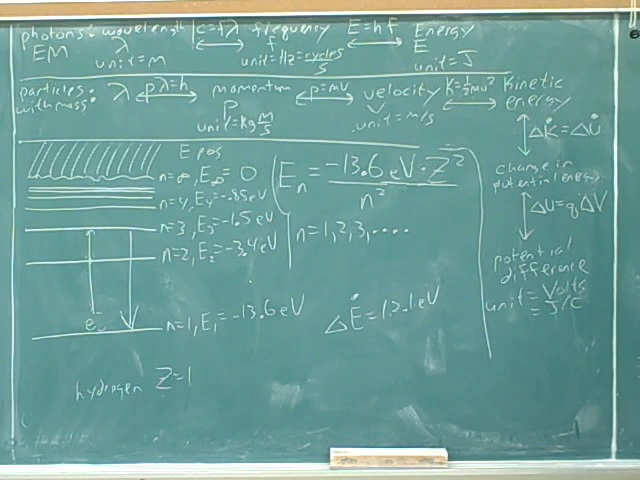 photons: wavelength c=fλ frequency E=hf Energy
EM λ f E
unit=m unit=Hz=cycles/s unit=J
particles with mass: λ pλ=h momentum p=mv velocity K=½mv² Kinetic energy
p v
unit=kg m/s unit=m/s
ΔK=ΔU
change in potential energy
ΔU=qΔV
potential difference
unit=Volts
=J/C
E pos
n=∞, E∞=0
n=4, E₄=-.85eV
n=3, E₃=-1.5eV
n=2, E₂=-3.4eV
n=1, E₁=-13.6eV
e-
Eₙ=-13.6eV·Z²/n²
n=1,2,3,....
ΔE=12.1eV
hydrogen Z=1